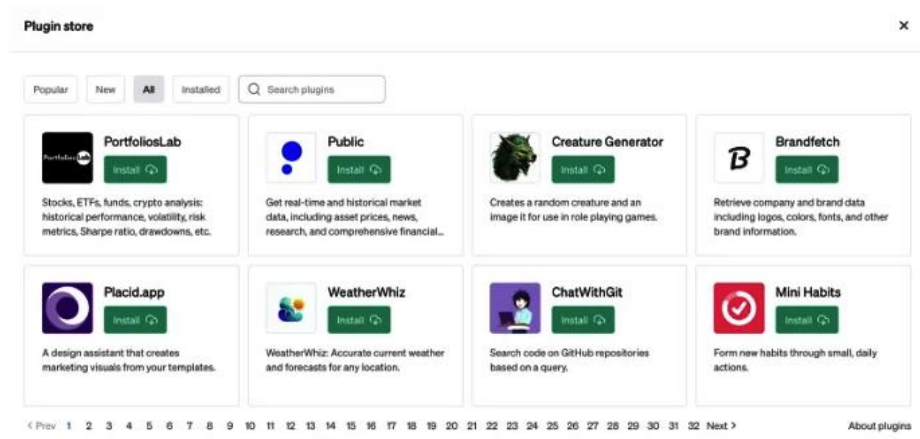 Plugin store
Popular New All Installed Search plugins
PortfoliosLab
PortfoliosLab
Install
Stocks, ETFs, funds, crypto analysis:
historical performance, volatility, risk
metrics, Sharpe ratio, drawdowns, etc.
Public
Install
Get real-time and historical market
data, including asset prices, news,
research, and comprehensive financial...
Creature Generator
Install
Creates a random creature and an
image it for use in role playing games.
B
Brandfetch
Install
Retrieve company and brand data
including logos, colors, fonts, and other
brand information.
Placid.app
Install
A design assistant that creates
marketing visuals from your templates.
WeatherWhiz
Install
WeatherWhiz: Accurate current weather
and forecasts for any location.
ChatWithGit
Install
Search code on GitHub repositories
based on a query.
Mini Habits
Install
Form new habits through small, daily
actions.
< Prev 1 2 3 4 5 6 7 8 9 10 11 12 13 14 15 16 17 18 19 20 21 22 23 24 25 26 27 28 29 30 31 32 Next > About plugins